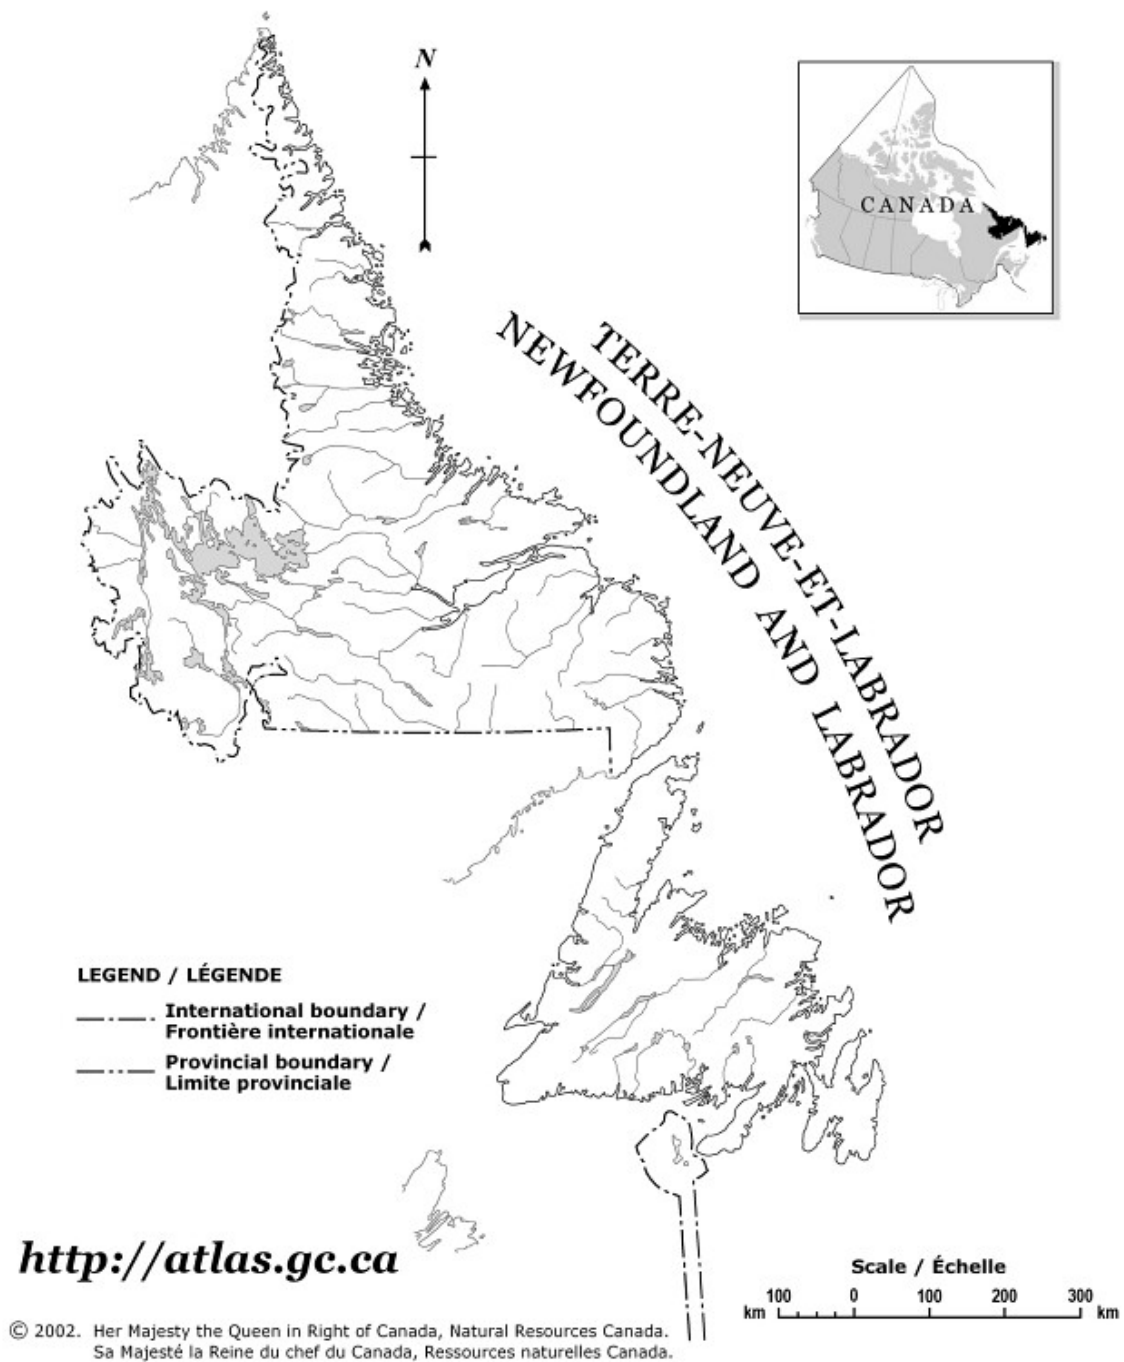 N
CANADA
TERRE-NEUVE-ET-LABRADOR
NEWFOUNDLAND AND LABRADOR
LEGEND / LÉGENDE
International boundary /
Frontière internationale
Provincial boundary /
Limite provinciale
http://atlas.gc.ca
Scale / Échelle
100 0 100 200 300
km km
© 2002. Her Majesty the Queen in Right of Canada, Natural Resources Canada.
Sa Majesté la Reine du chef du Canada, Ressources naturelles Canada.